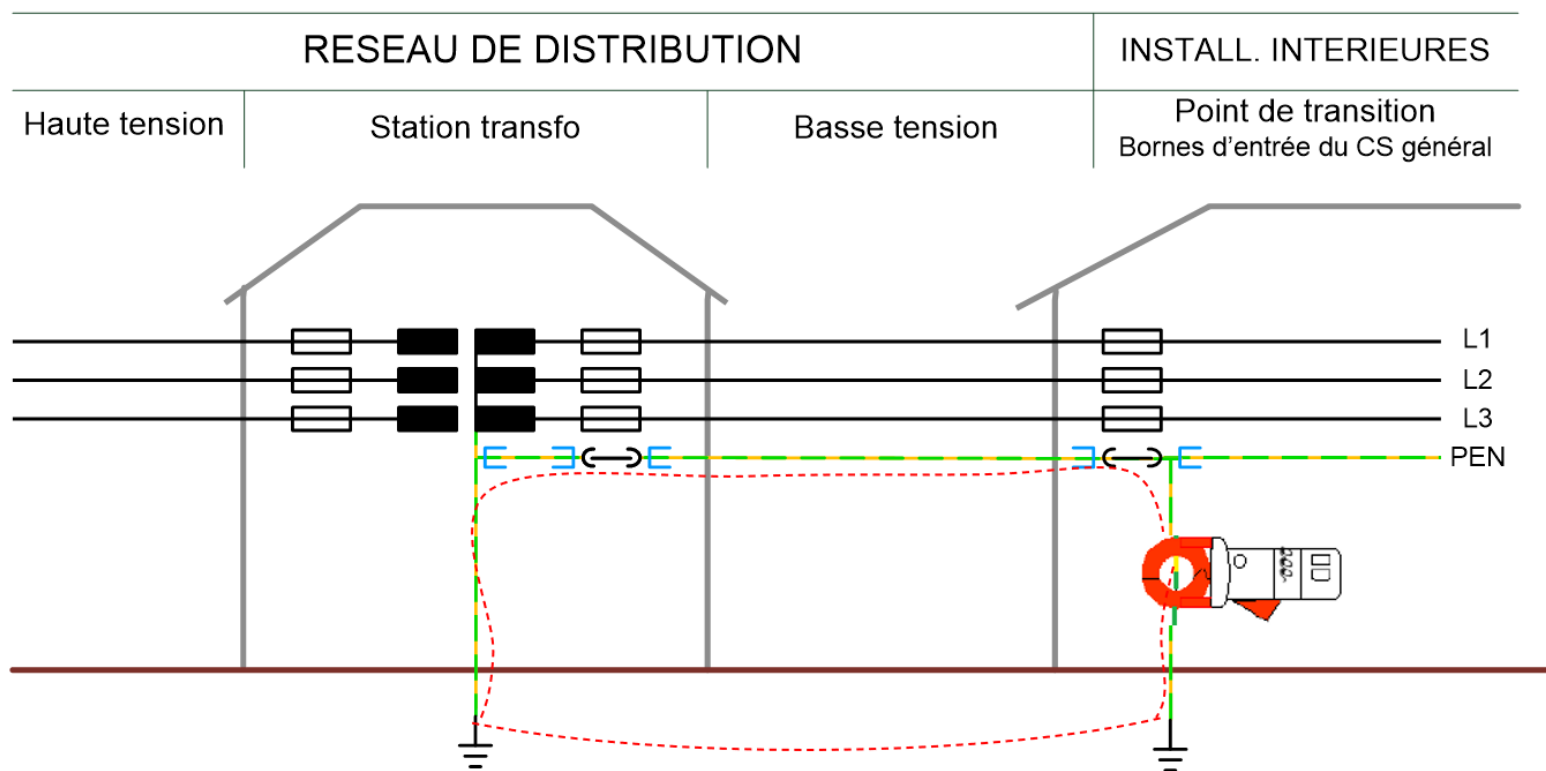 RESEAU DE DISTRIBUTION
INSTALL. INTERIEURES
Haute tension
Station transfo
Basse tension
Point de transition
Bornes d'entrée du CS général
L1
L2
L3
PEN